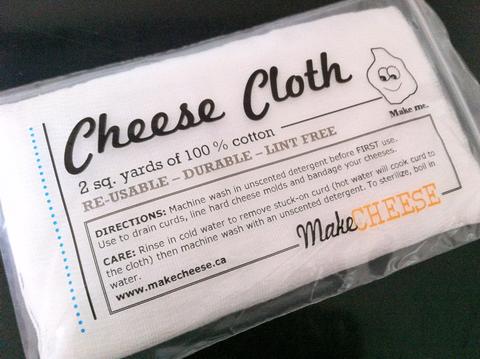 Cheese Cloth
2 sq. yards of 100 % cotton
RE-USABLE – DURABLE – LINT FREE
Make me.
DIRECTIONS: Machine wash in unscented detergent before FIRST use.
Use to drain curds, line hard cheese molds and bandage your cheeses.
CARE: Rinse in cold water to remove stuck-on curd (hot water will cook curd to
the cloth) then machine wash with an unscented detergent. To sterilize, boil in
water.
www.makecheese.ca
MakeCHEESE